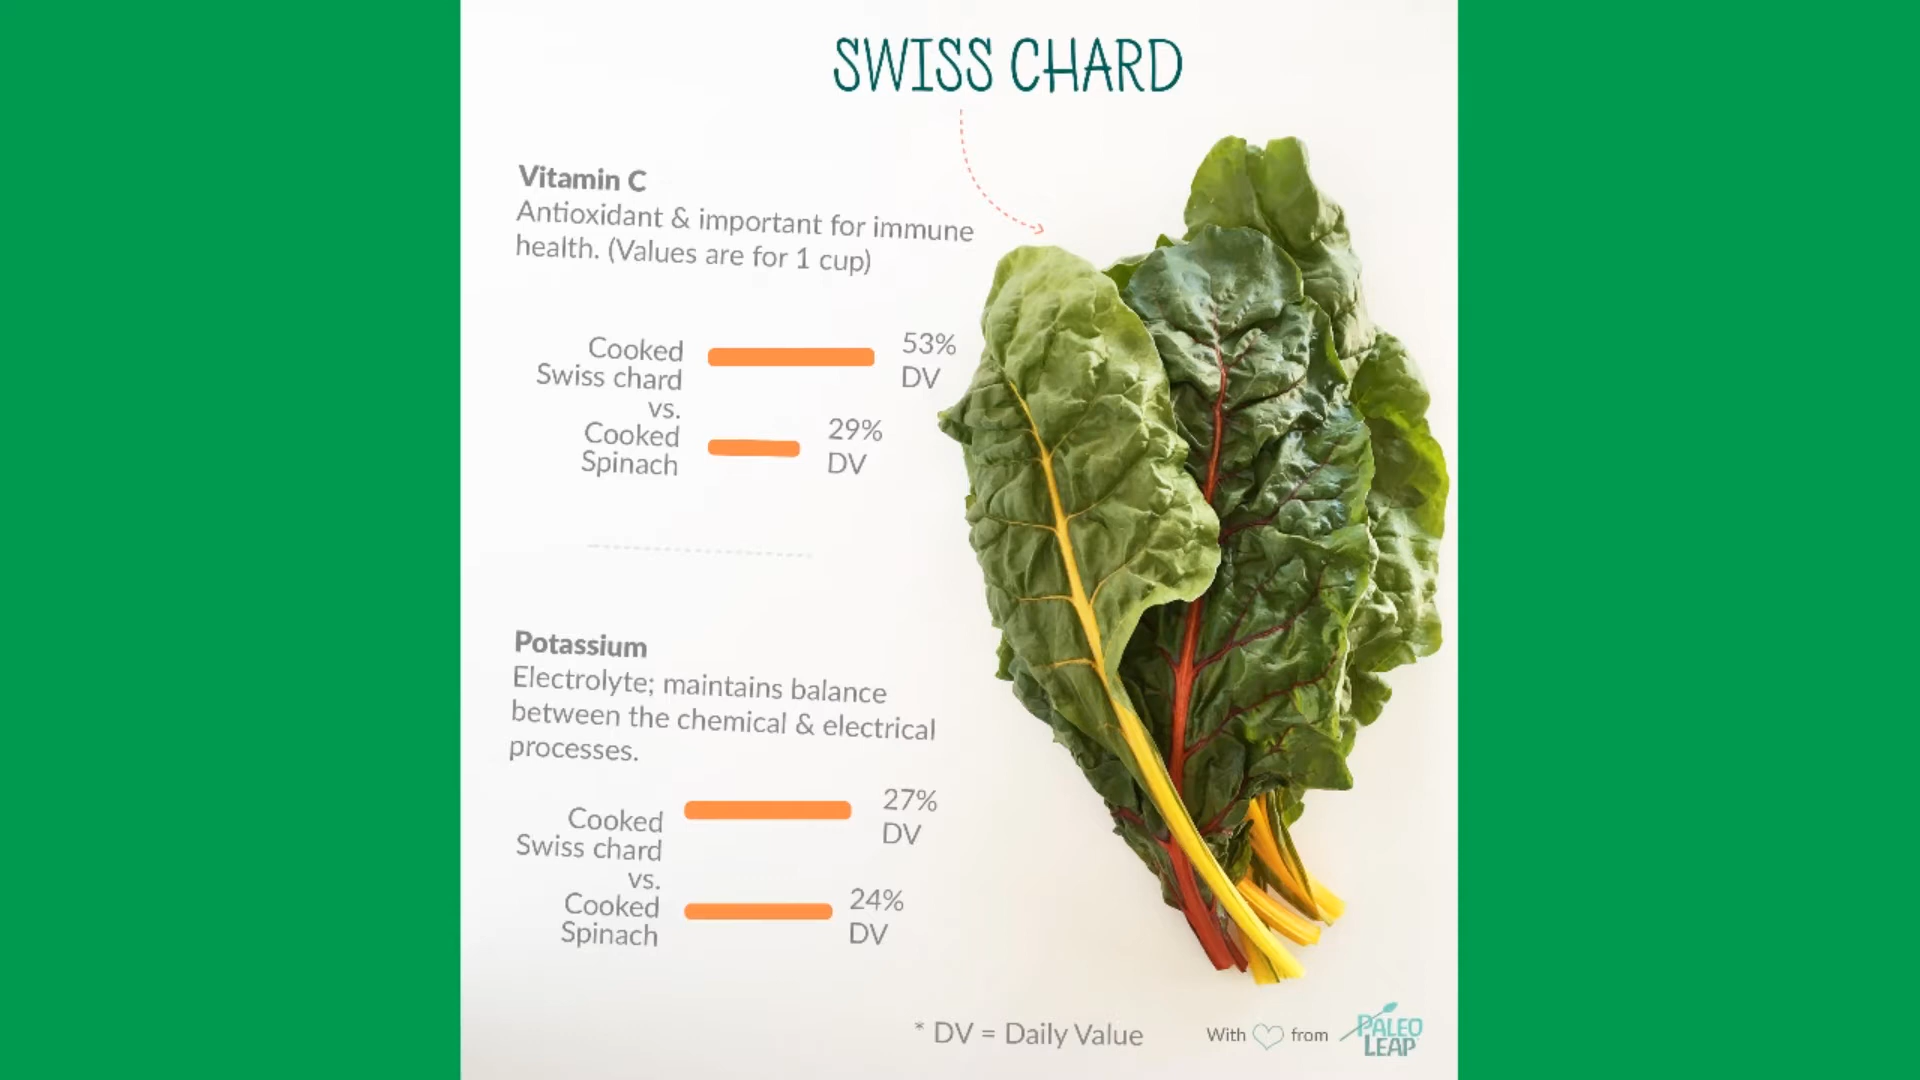 SWISS CHARD
Vitamin C
Antioxidant & important for immune
health. (Values are for 1 cup)
Cooked
Swiss chard
53%
DV
vs.
Cooked
Spinach
29%
DV
Potassium
Electrolyte; maintains balance
between the chemical & electrical
processes.
Cooked
Swiss chard
27%
DV
vs.
Cooked
Spinach
24%
DV
* DV = Daily Value
With from
PALEO
LEAP